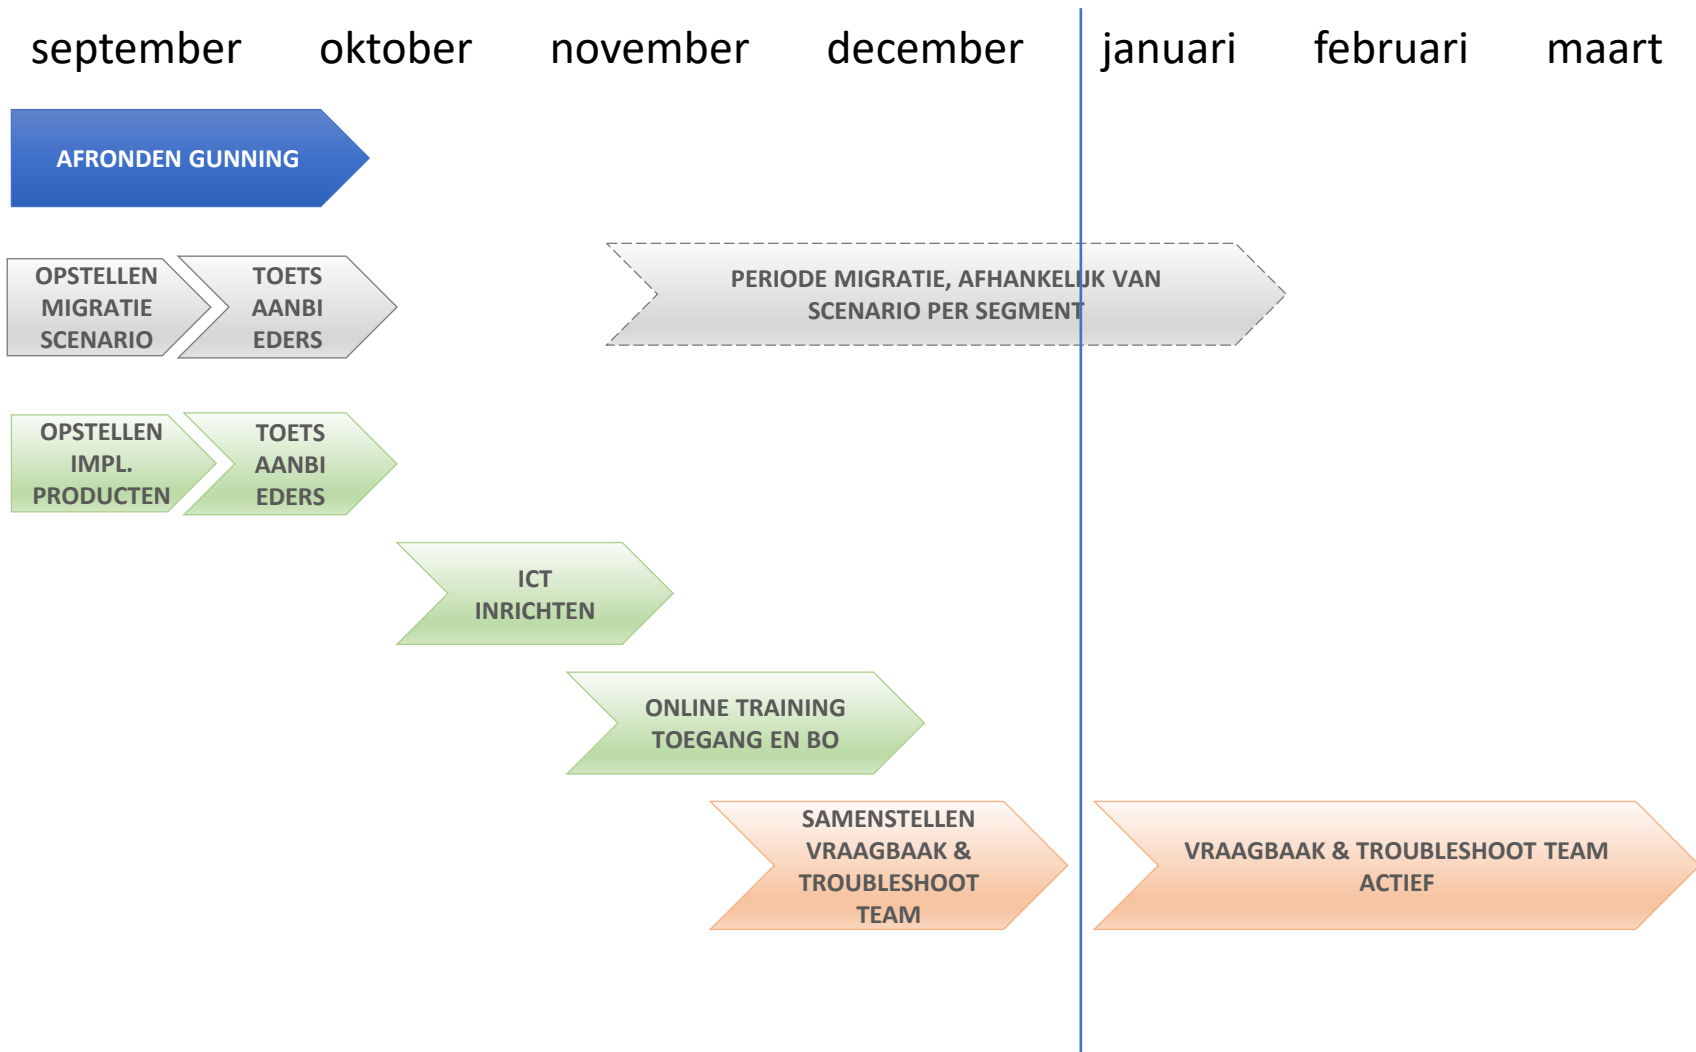 september oktober november december januari februari maart
AFRONDEN GUNNING
OPSTELLEN
MIGRATIE
SCENARIO
TOETS
AANBI
EDERS
PERIODE MIGRATIE, AFHANKELIJK VAN
SCENARIO PER SEGMENT
OPSTELLEN
IMPL.
PRODUCTEN
TOETS
AANBI
EDERS
ICT
INRICHTEN
ONLINE TRAINING
TOEGANG EN BO
SAMENSTELLEN
VRAAGBAAK &
TROUBLESHOOT
TEAM
VRAAGBAAK & TROUBLESHOOT TEAM
ACTIEF